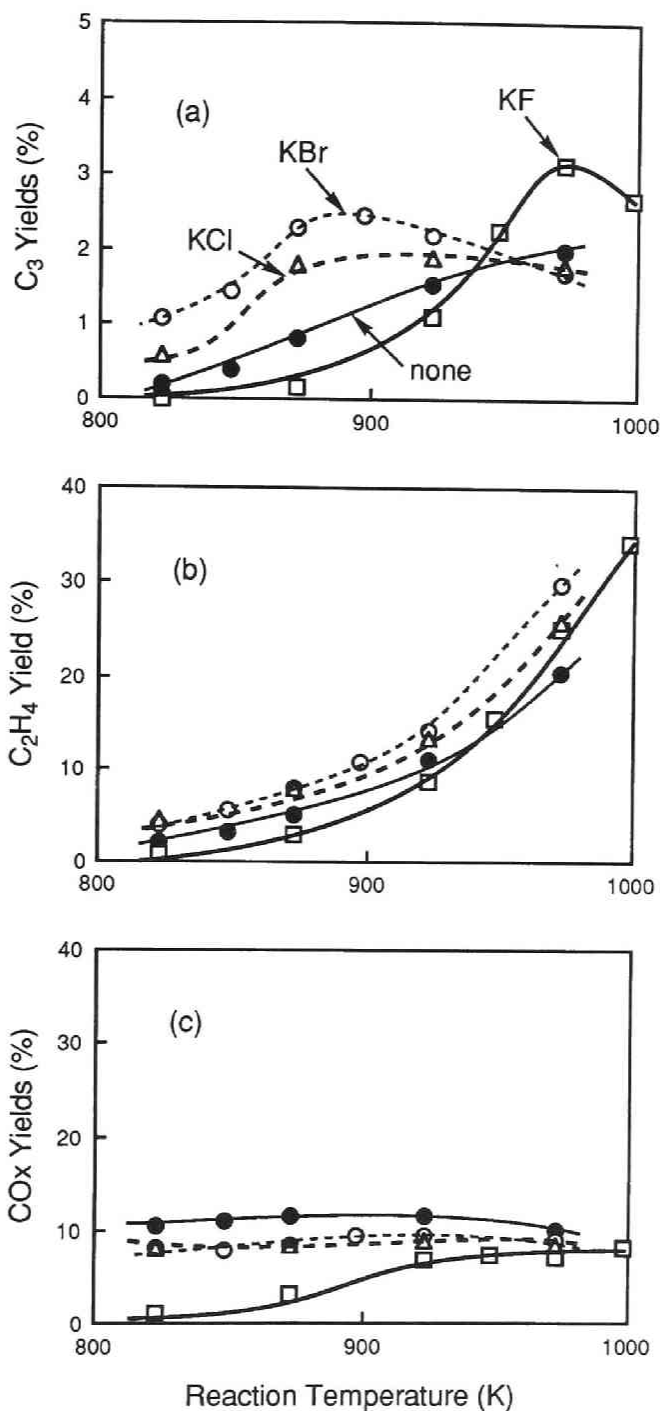 5
4
3
2
1
0
C₃ Yields (%)
(a)
KBr
KCl
KF
none
800
900
1000
40
30
20
10
0
C₂H₄ Yield (%)
(b)
800
900
1000
40
30
20
10
0
COx Yields (%)
(c)
800
900
1000
Reaction Temperature (K)